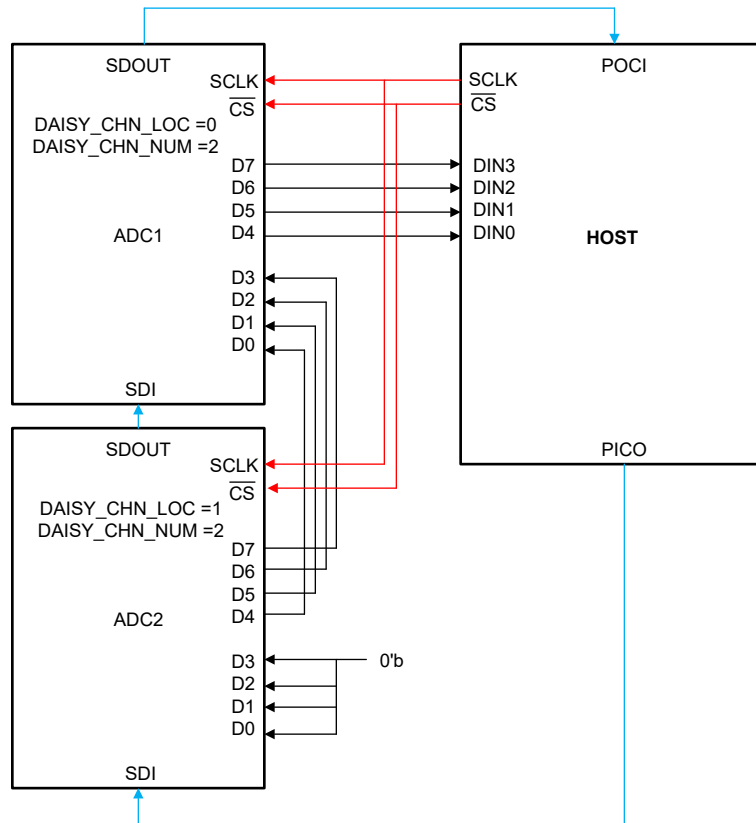 SDOUT
SCLK
CS
DAISY_CHN_LOC =0
DAISY_CHN_NUM =2
D7
D6
D5
D4
ADC1
D3
D2
D1
D0
SDI
POCI
SCLK
CS
DIN3
DIN2
DIN1
DIN0
HOST
PICO
SDOUT
SCLK
CS
DAISY_CHN_LOC =1
DAISY_CHN_NUM =2
D7
D6
D5
D4
ADC2
D3
D2
D1
D0
0'b
SDI